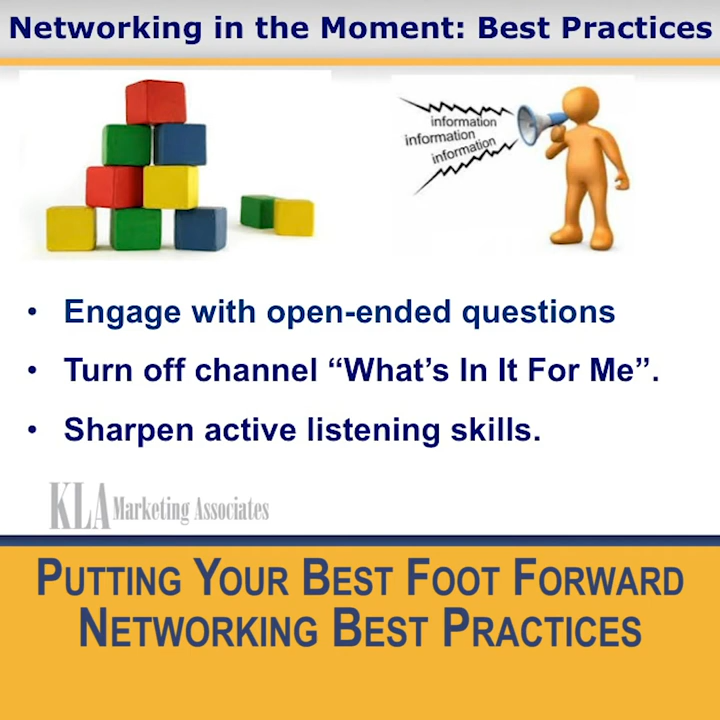 Networking in the Moment: Best Practices
information
information
information
• Engage with open-ended questions
• Turn off channel “What’s In It For Me”.
• Sharpen active listening skills.
KLA Marketing Associates
PUTTING YOUR BEST FOOT FORWARD
NETWORKING BEST PRACTICES